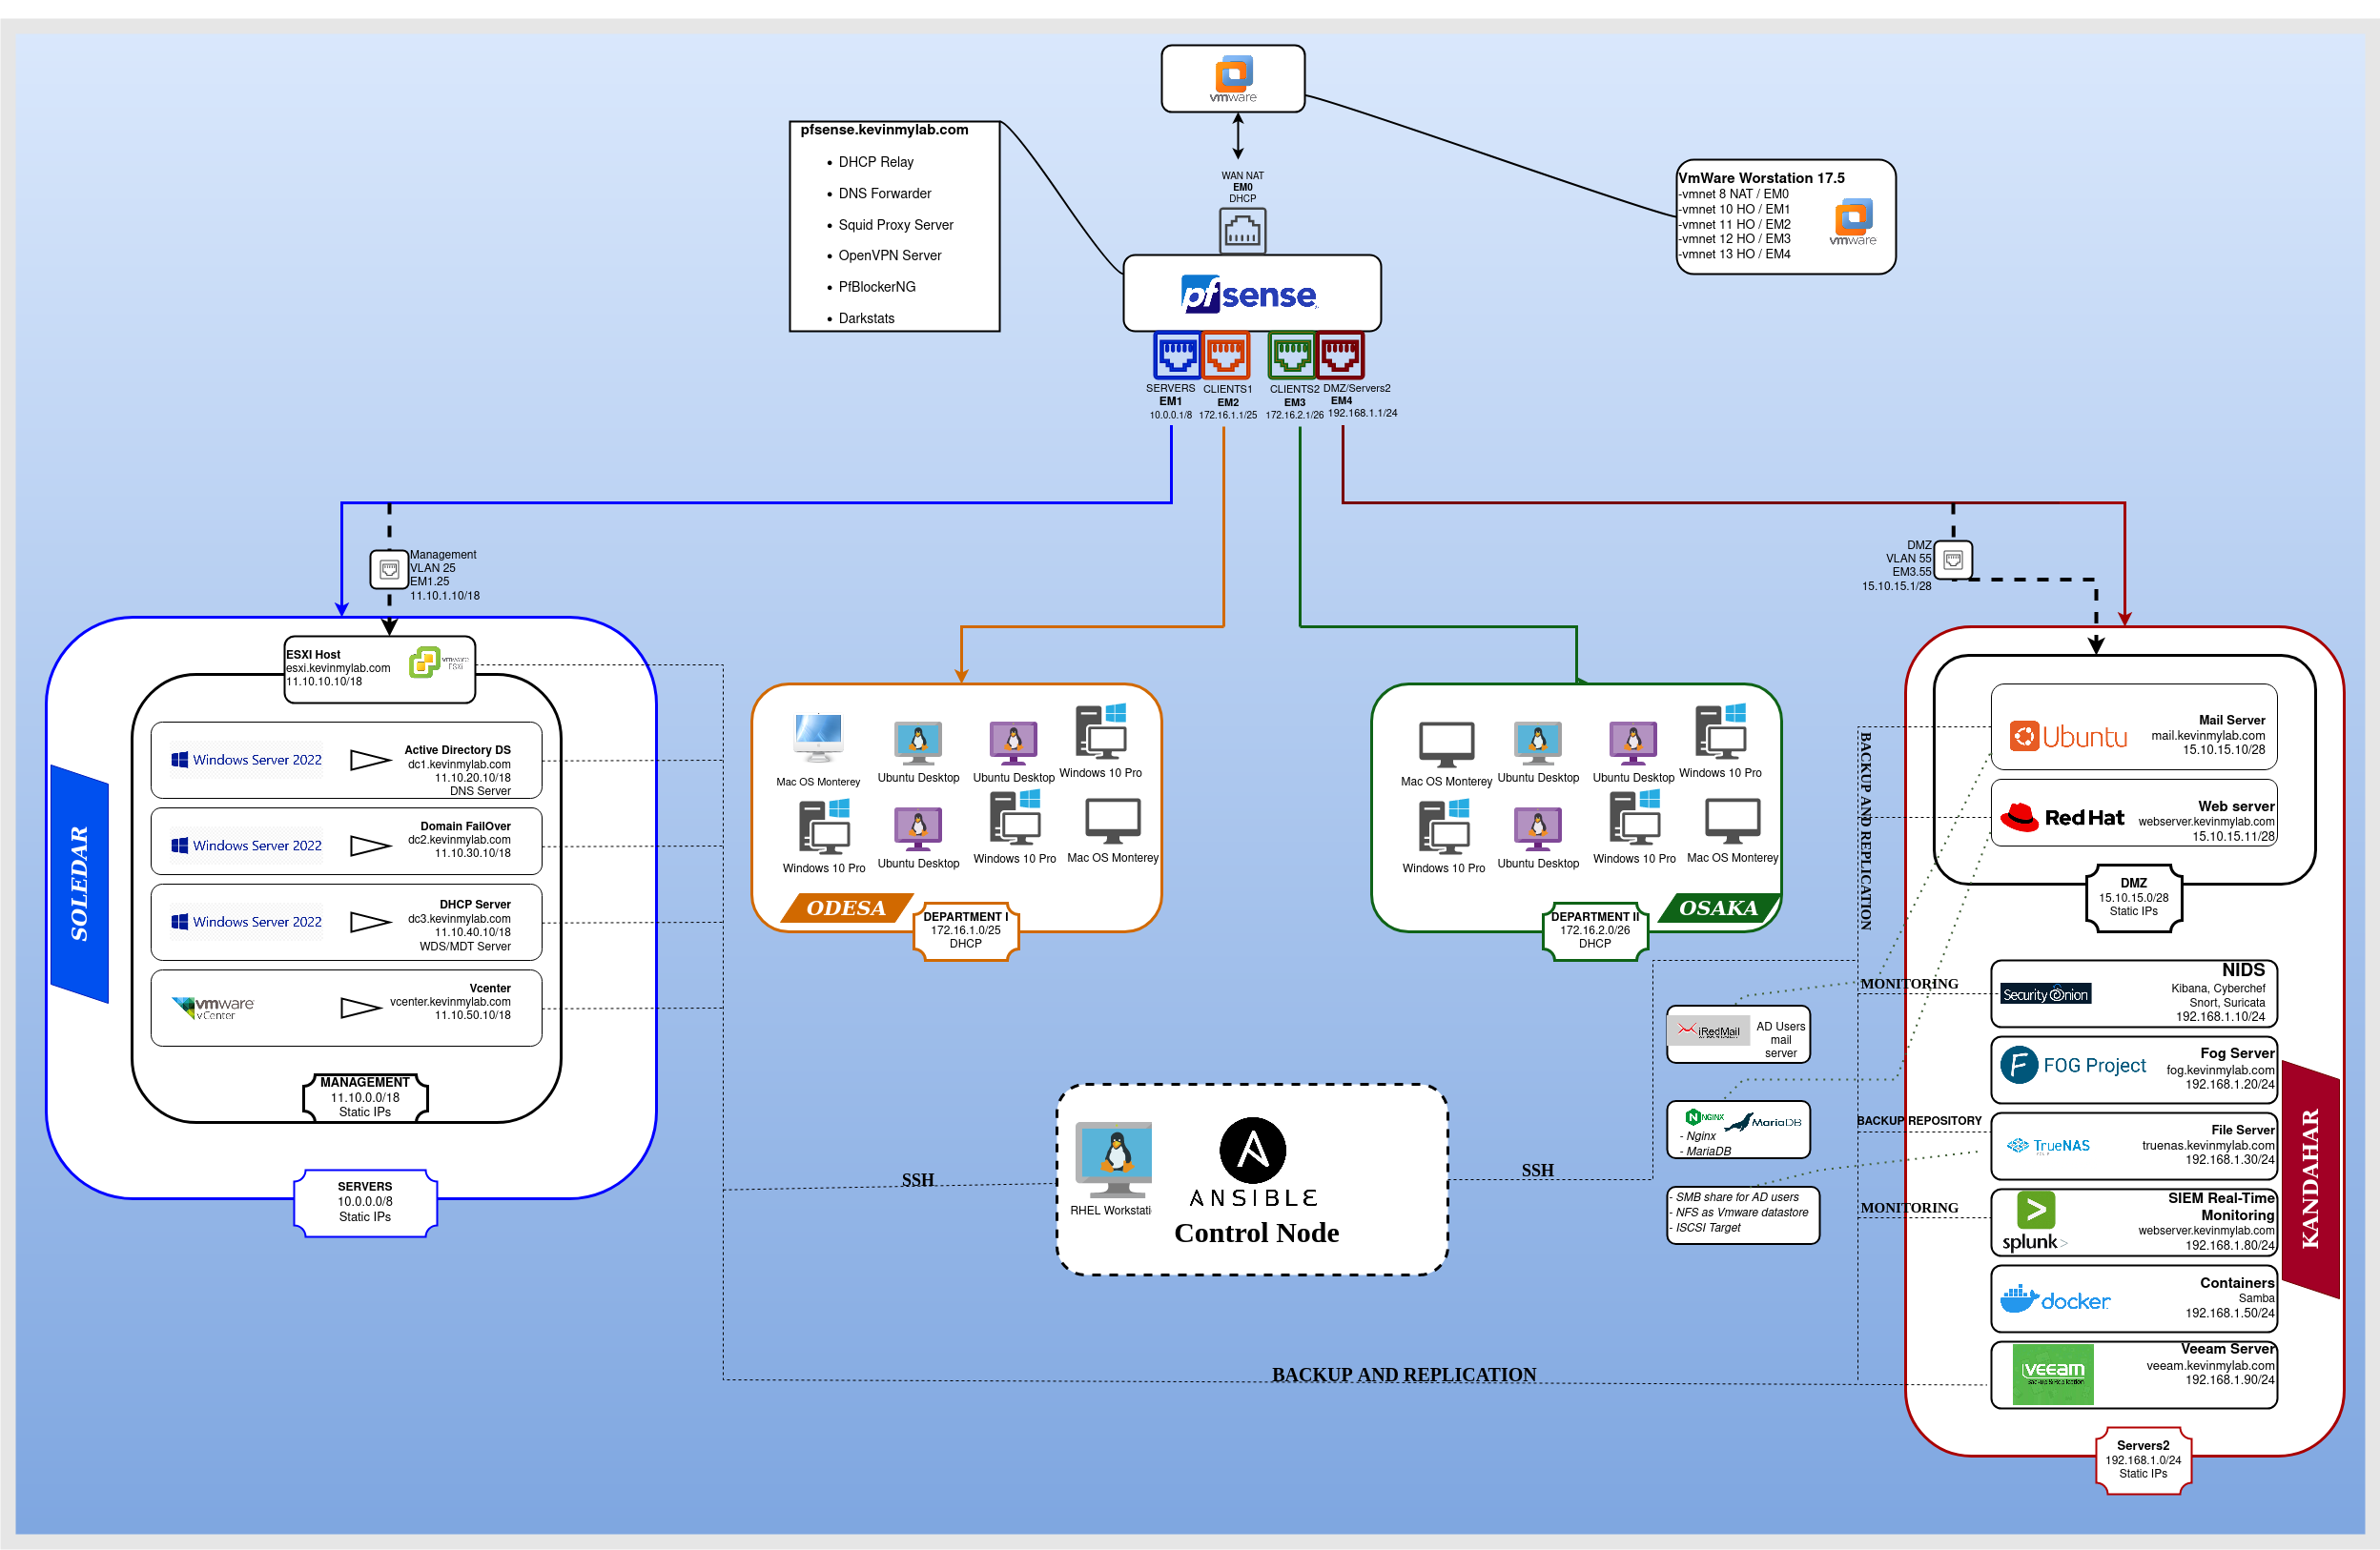 vmware
pfsense.kevinmylab.com
DHCP Relay
DNS Forwarder
Squid Proxy Server
OpenVPN Server
PfBlockerNG
Darkstats
WAN NAT
EM0
DHCP
VmWare Worstation 17.5
-vmnet 8 NAT / EM0
-vmnet 10 HO / EM1
-vmnet 11 HO / EM2
-vmnet 12 HO / EM3
-vmnet 13 HO / EM4
vmware
pfsense
SERVERS
EM1
10.0.0.1/8
CLIENTS1
EM2
172.16.1.1/25
CLIENTS2
EM3
172.16.2.1/26
DMZ/Servers2
EM4
192.168.1.1/24
Management
VLAN 25
EM1.25
11.10.1.10/18
DMZ
VLAN 55
EM3.55
15.10.15.1/28
SOLEDAR
ESXI Host
esxi.kevinmylab.com
11.10.10.10/18
vmware
ESXi
Windows Server 2022
Active Directory DS
dc1.kevinmylab.com
11.10.20.10/18
DNS Server
Windows Server 2022
Domain FailOver
dc2.kevinmylab.com
11.10.30.10/18
Windows Server 2022
DHCP Server
dc3.kevinmylab.com
11.10.40.10/18
WDS/MDT Server
vmware
vCenter
Vcenter
vcenter.kevinmylab.com
11.10.50.10/18
MANAGEMENT
11.10.0.0/18
Static IPs
SERVERS
10.0.0.0/8
Static IPs
Mac OS Monterey
Ubuntu Desktop
Ubuntu Desktop
Windows 10 Pro
Windows 10 Pro
Ubuntu Desktop
Windows 10 Pro
Mac OS Monterey
ODESA
DEPARTMENT I
172.16.1.0/25
DHCP
Mac OS Monterey
Ubuntu Desktop
Ubuntu Desktop
Windows 10 Pro
Windows 10 Pro
Ubuntu Desktop
Windows 10 Pro
Mac OS Monterey
OSAKA
DEPARTMENT II
172.16.2.0/26
DHCP
SSH
RHEL Workstati
ANSIBLE
Control Node
SSH
BACKUP AND REPLICATION
BACKUP AND REPLICATION
MONITORING
BACKUP REPOSITORY
MONITORING
iRedMail
AD Users
mail
server
NGINX
MariaDB
- Nginx
- MariaDB
- SMB share for AD users
- NFS as Vmware datastore
- ISCSI Target
Ubuntu
Mail Server
mail.kevinmylab.com
15.10.15.10/28
Red Hat
Web server
webserver.kevinmylab.com
15.10.15.11/28
DMZ
15.10.15.0/28
Static IPs
Security Onion
NIDS
Kibana, Cyberchef
Snort, Suricata
192.168.1.10/24
FOG Project
Fog Server
fog.kevinmylab.com
192.168.1.20/24
TrueNAS
File Server
truenas.kevinmylab.com
192.168.1.30/24
splunk>
SIEM Real-Time
Monitoring
webserver.kevinmylab.com
192.168.1.80/24
docker
Containers
Samba
192.168.1.50/24
veeam
Veeam Server
veeam.kevinmylab.com
192.168.1.90/24
KANDAHAR
Servers2
192.168.1.0/24
Static IPs